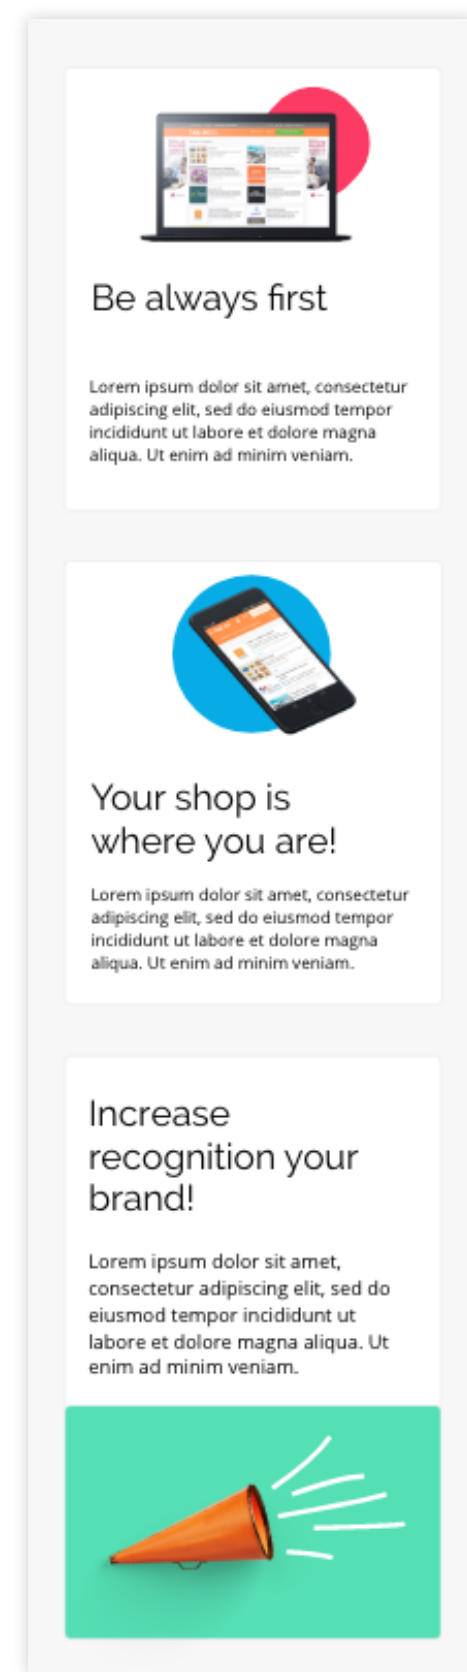 Be always first
Lorem ipsum dolor sit amet, consectetur
adipiscing elit, sed do eiusmod tempor
incididunt ut labore et dolore magna
aliqua. Ut enim ad minim veniam.
Your shop is
where you are!
Lorem ipsum dolor sit amet, consectetur
adipiscing elit, sed do eiusmod tempor
incididunt ut labore et dolore magna
aliqua. Ut enim ad minim veniam.
Increase
recognition your
brand!
Lorem ipsum dolor sit amet,
consectetur adipiscing elit, sed do
eiusmod tempor incididunt ut
labore et dolore magna aliqua. Ut
enim ad minim veniam.